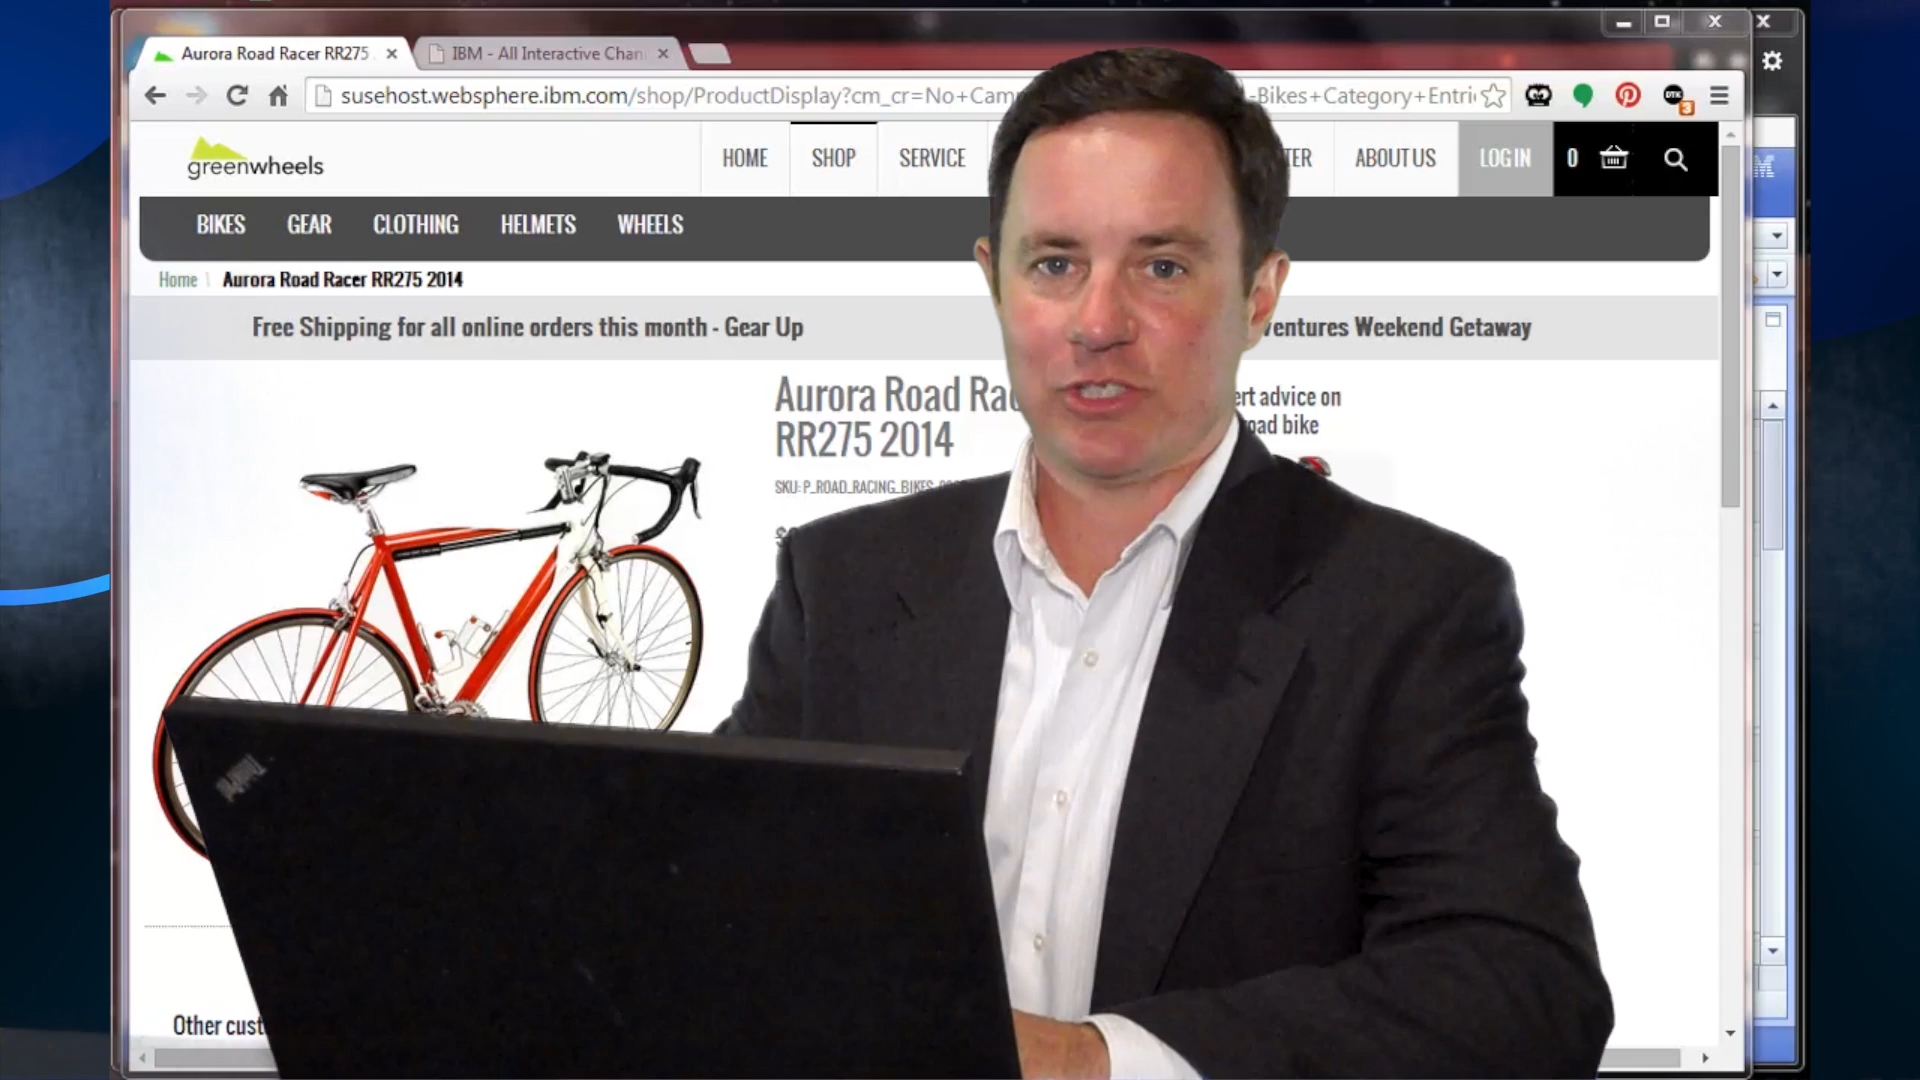 Aurora Road Racer RR275
IBM - All Interactive Chan
susehost.websphere.ibm.com/shop/ProductDisplay?cm_cr=No+Cam
-Bikes+Category+Entri
DTK
3
greenwheels
HOME
SHOP
SERVICE
TER
ABOUT US
LOG IN
0
BIKES
GEAR
CLOTHING
HELMETS
WHEELS
Home \ Aurora Road Racer RR275 2014
Free Shipping for all online orders this month - Gear Up
ventures Weekend Getaway
Aurora Road Rac
RR275 2014
ert advice on
oad bike
SKU: P_ROAD_RACING_BIKES
Other cust